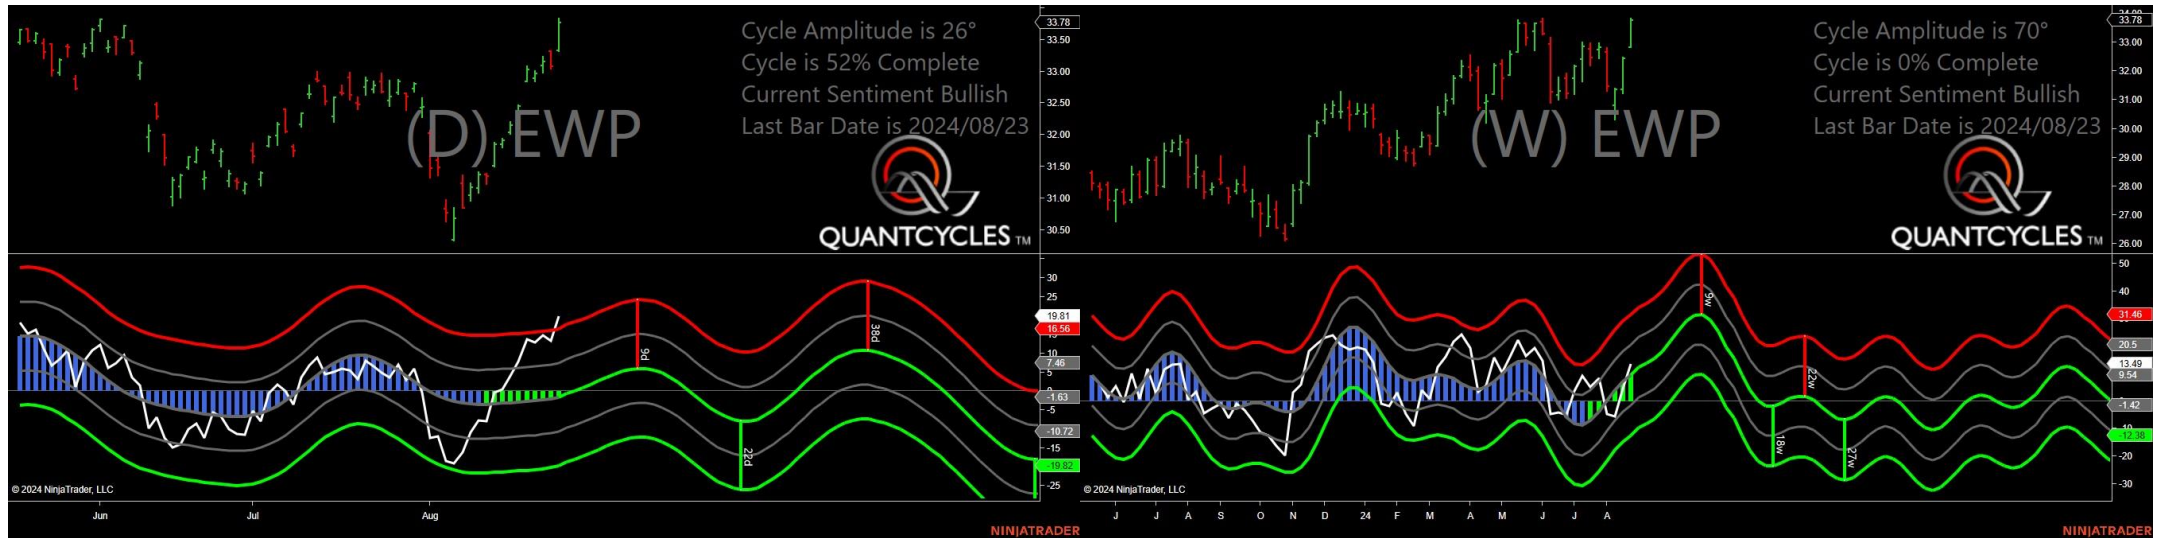 Cycle Amplitude is 26°
Cycle is 52% Complete
Current Sentiment Bullish
Last Bar Date is 2024/08/23
(D) EWP
QUANTCYCLES TM
33.78
33.50
33.00
32.50
32.00
31.50
31.00
30.50
30
25
19.81
16.56
10
7.46
5
0
-1.63
-5
-10.72
-15
-19.82
-25
9d
22d
38d
© 2024 NinjaTrader, LLC
Jun
Jul
Aug
NINJATRADER
Cycle Amplitude is 70°
Cycle is 0% Complete
Current Sentiment Bullish
Last Bar Date is 2024/08/23
(W) EWP
QUANTCYCLES TM
33.78
33.00
32.00
31.00
30.00
29.00
28.00
27.00
26.00
50
40
31.46
20.5
13.49
9.54
-1.42
-10
-12.38
-20
-30
9w
22w
18w
27w
© 2024 NinjaTrader, LLC
J J A S O N D 24 F M A M J J A
NINJATRADER